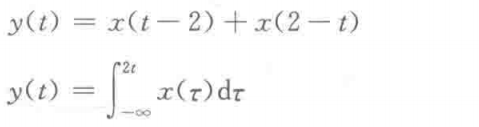 y(t) = x(t−2) + x(2−t)
y(t) = ∫_{−∞}^{2t} x(τ)dτ